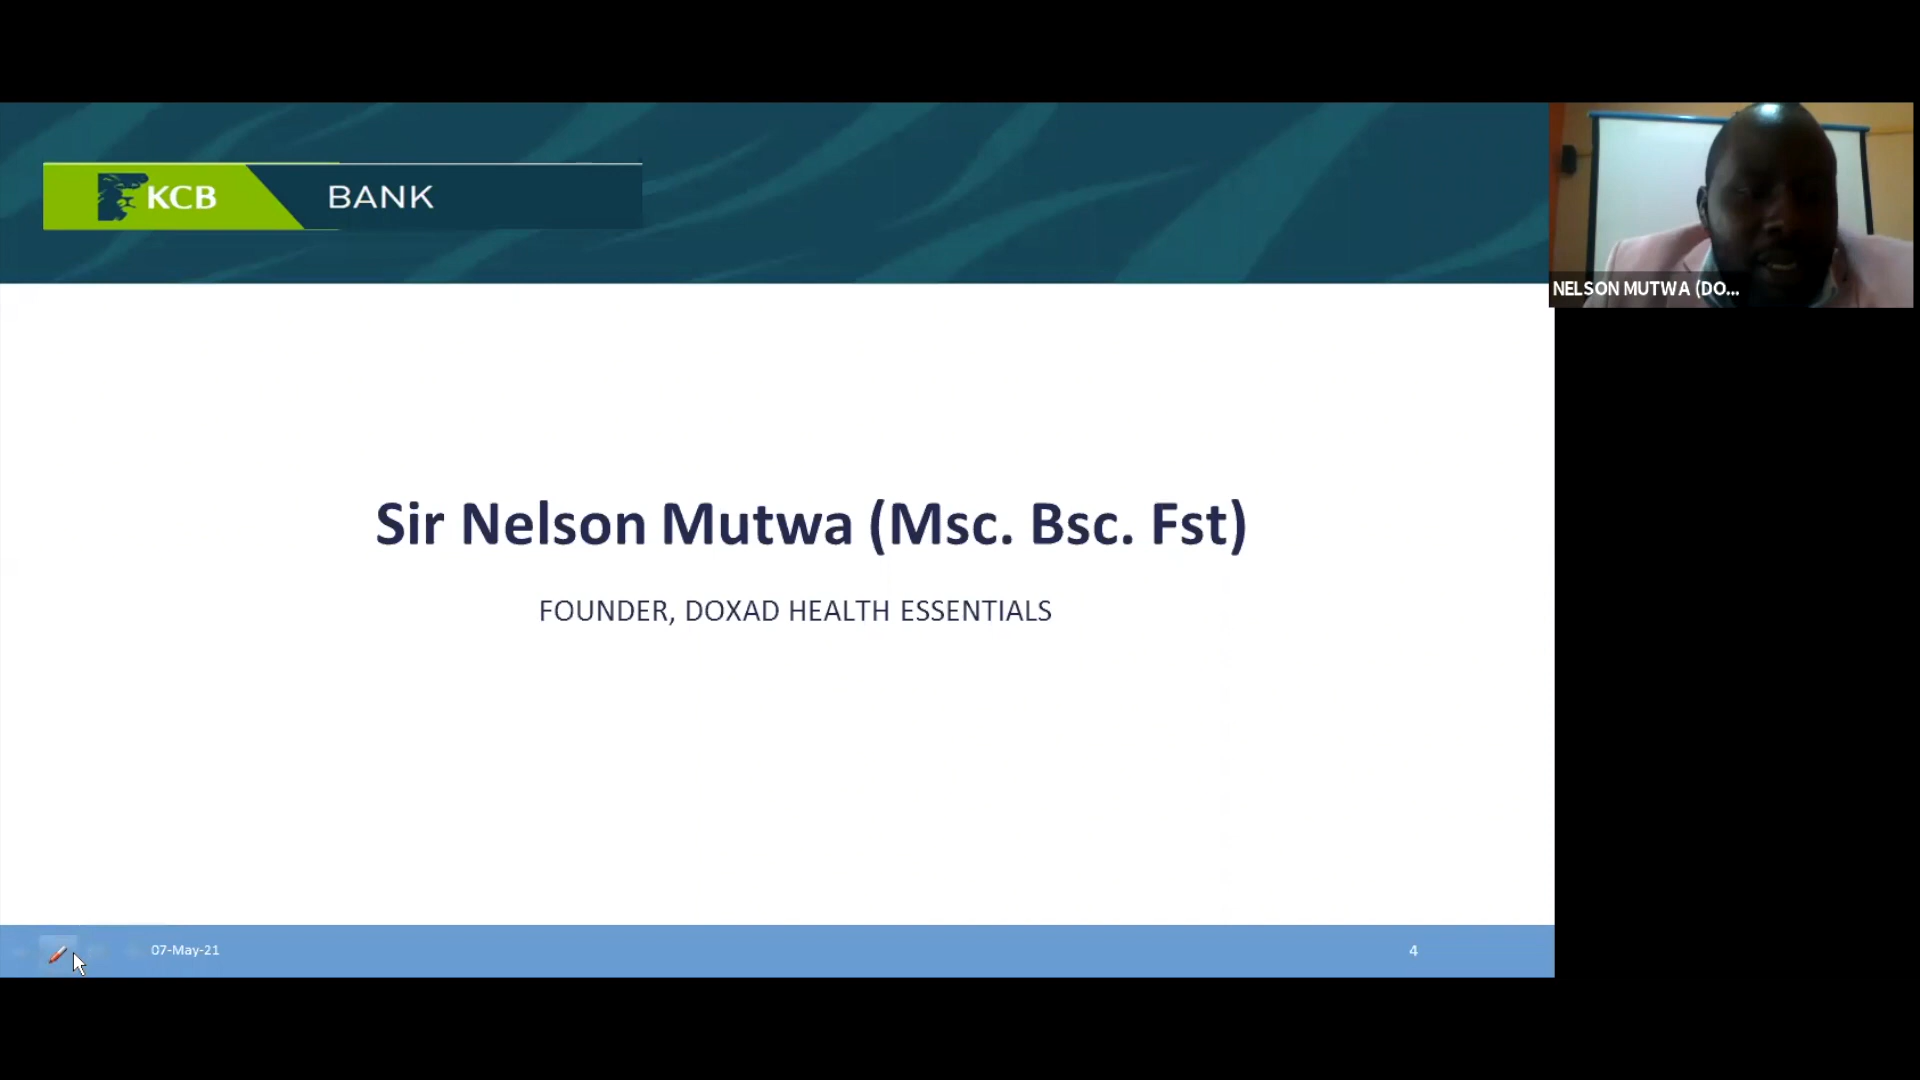 KCB BANK
NELSON MUTWA (DO...
Sir Nelson Mutwa (Msc. Bsc. Fst)
FOUNDER, DOXAD HEALTH ESSENTIALS
07-May-21
4